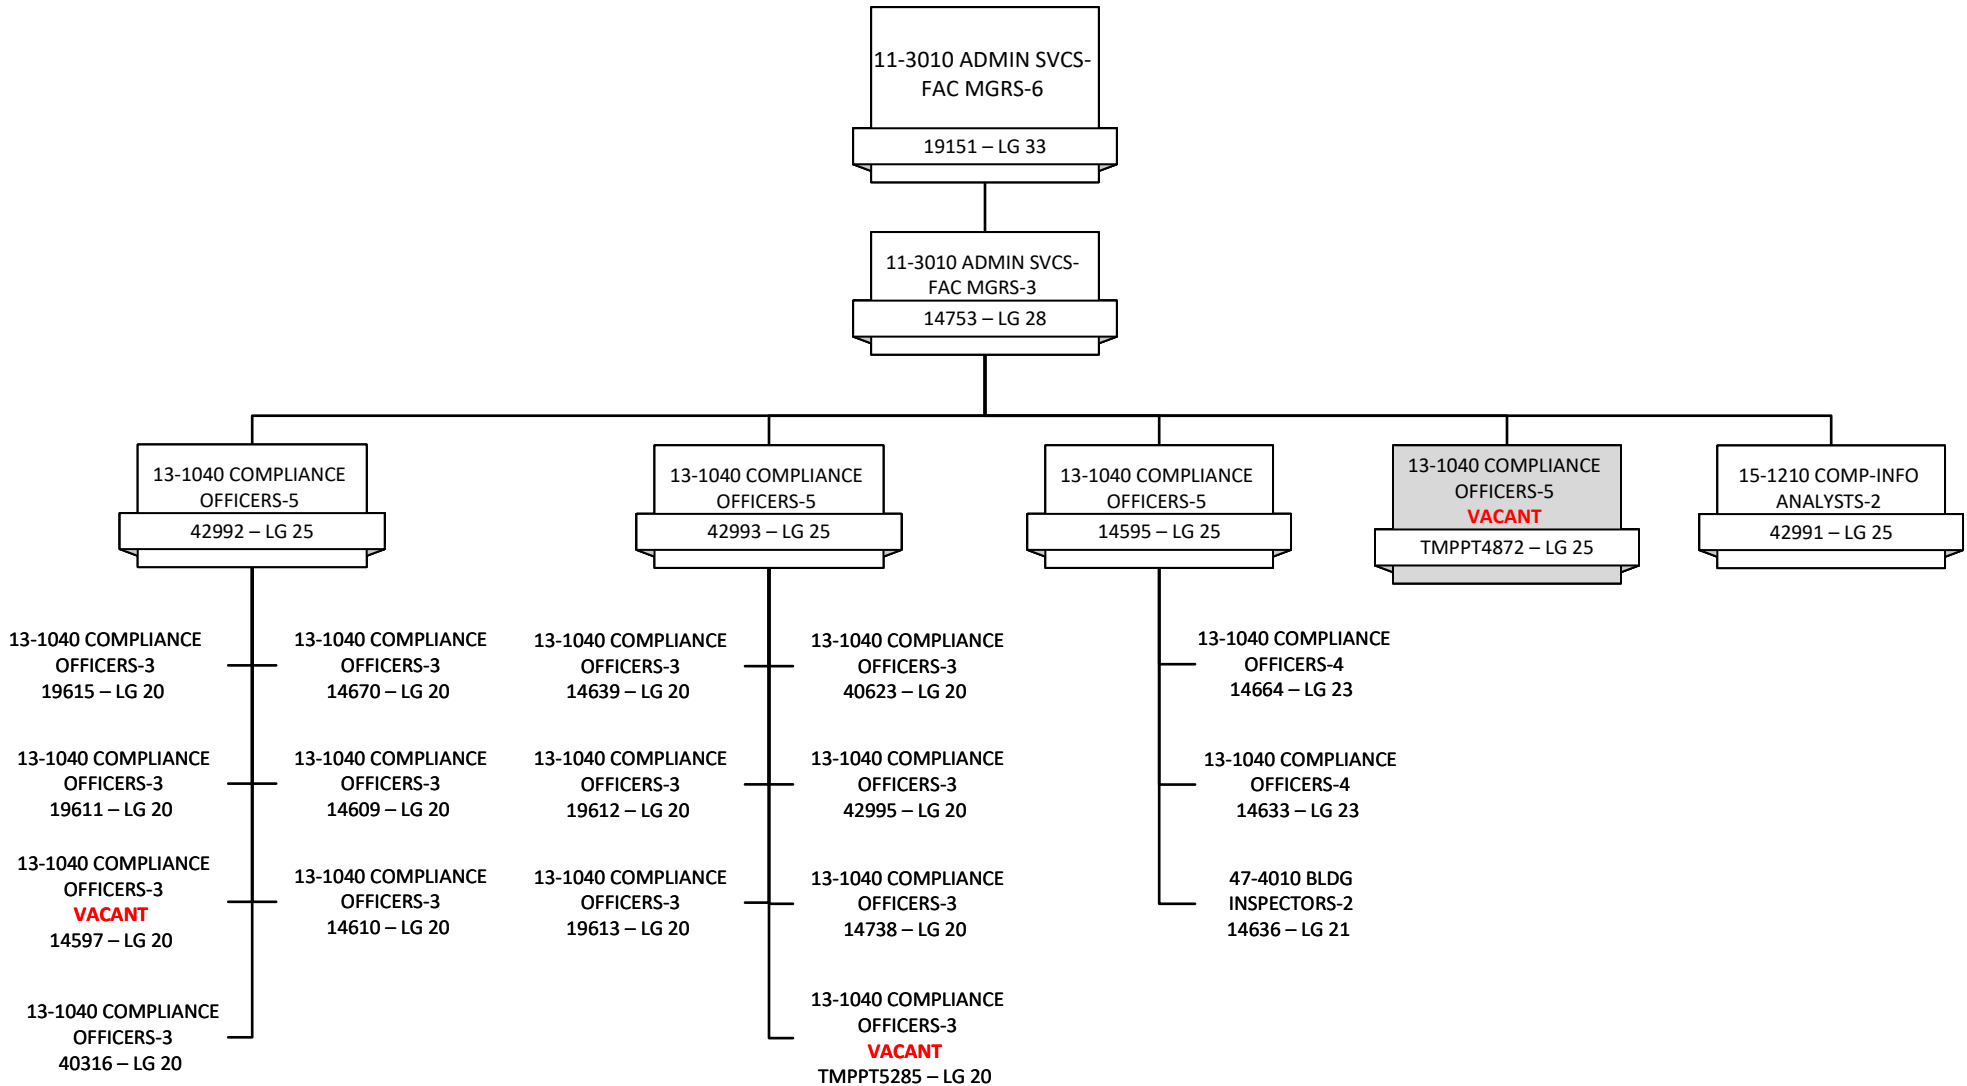 11-3010 ADMIN SVCS-
FAC MGRS-6
19151 – LG 33
11-3010 ADMIN SVCS-
FAC MGRS-3
14753 – LG 28
13-1040 COMPLIANCE
OFFICERS-5
42992 – LG 25
13-1040 COMPLIANCE
OFFICERS-5
42993 – LG 25
13-1040 COMPLIANCE
OFFICERS-5
14595 – LG 25
13-1040 COMPLIANCE
OFFICERS-5
VACANT
TMPPT4872 – LG 25
15-1210 COMP-INFO
ANALYSTS-2
42991 – LG 25
13-1040 COMPLIANCE
OFFICERS-3
19615 – LG 20
13-1040 COMPLIANCE
OFFICERS-3
14670 – LG 20
13-1040 COMPLIANCE
OFFICERS-3
19611 – LG 20
13-1040 COMPLIANCE
OFFICERS-3
14609 – LG 20
13-1040 COMPLIANCE
OFFICERS-3
VACANT
14597 – LG 20
13-1040 COMPLIANCE
OFFICERS-3
14610 – LG 20
13-1040 COMPLIANCE
OFFICERS-3
40316 – LG 20
13-1040 COMPLIANCE
OFFICERS-3
14639 – LG 20
13-1040 COMPLIANCE
OFFICERS-3
40623 – LG 20
13-1040 COMPLIANCE
OFFICERS-3
19612 – LG 20
13-1040 COMPLIANCE
OFFICERS-3
42995 – LG 20
13-1040 COMPLIANCE
OFFICERS-3
19613 – LG 20
13-1040 COMPLIANCE
OFFICERS-3
14738 – LG 20
13-1040 COMPLIANCE
OFFICERS-3
VACANT
TMPPT5285 – LG 20
13-1040 COMPLIANCE
OFFICERS-4
14664 – LG 23
13-1040 COMPLIANCE
OFFICERS-4
14633 – LG 23
47-4010 BLDG
INSPECTORS-2
14636 – LG 21